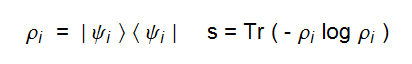 ρᵢ = | ψᵢ ⟩ ⟨ ψᵢ | s = Tr ( - ρᵢ log ρᵢ )